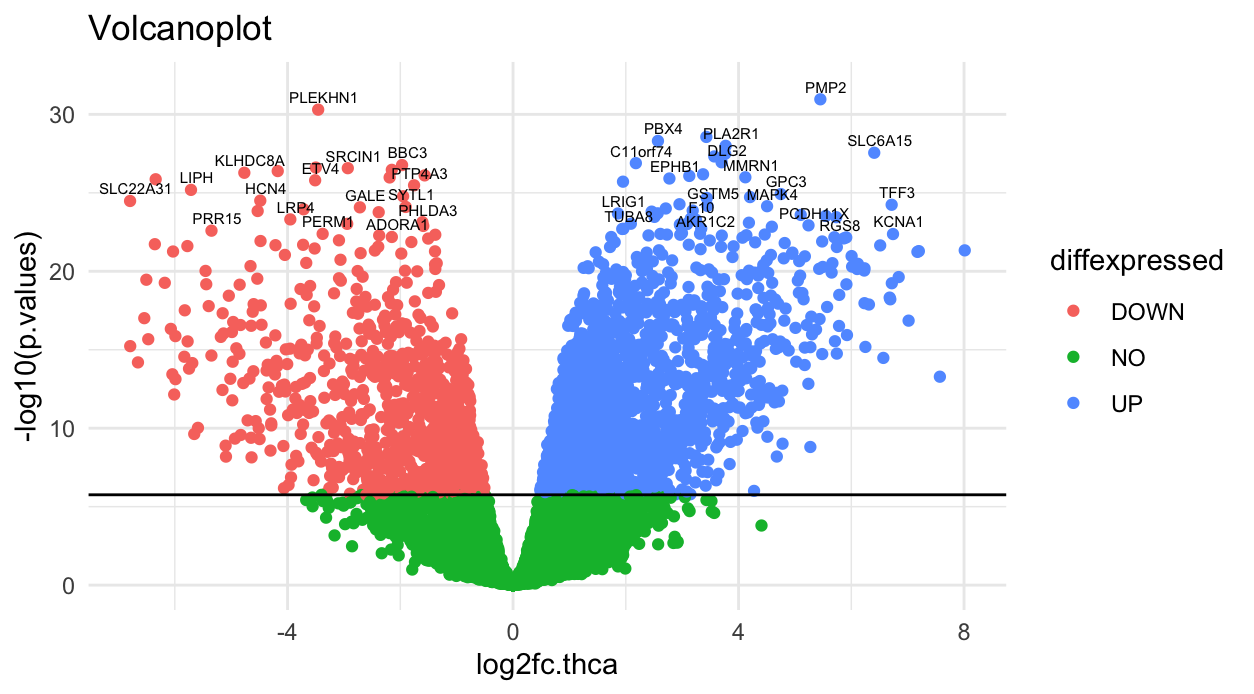 Volcanoplot
PMP2
PLEKHN1
PBX4
PLA2R1
SLC6A15
C11orf74
DLG2
BBC3
SRCIN1
KLHDC8A
EPHB1
MMRN1
ETV4
PTP4A3
LIPH
GPC3
SLC22A31
HCN4
GALE
SYTL1
GSTM5
MAPK4
TFF3
LRIG1
LRP4
F10
PHLDA3
PCDH11X
TUBA8
PRR15
PERM1
ADORA1
AKR1C2
RGS8
KCNA1
30
20
10
0
-4
0
4
8
-log10(p.values)
log2fc.thca
diffexpressed
DOWN
NO
UP